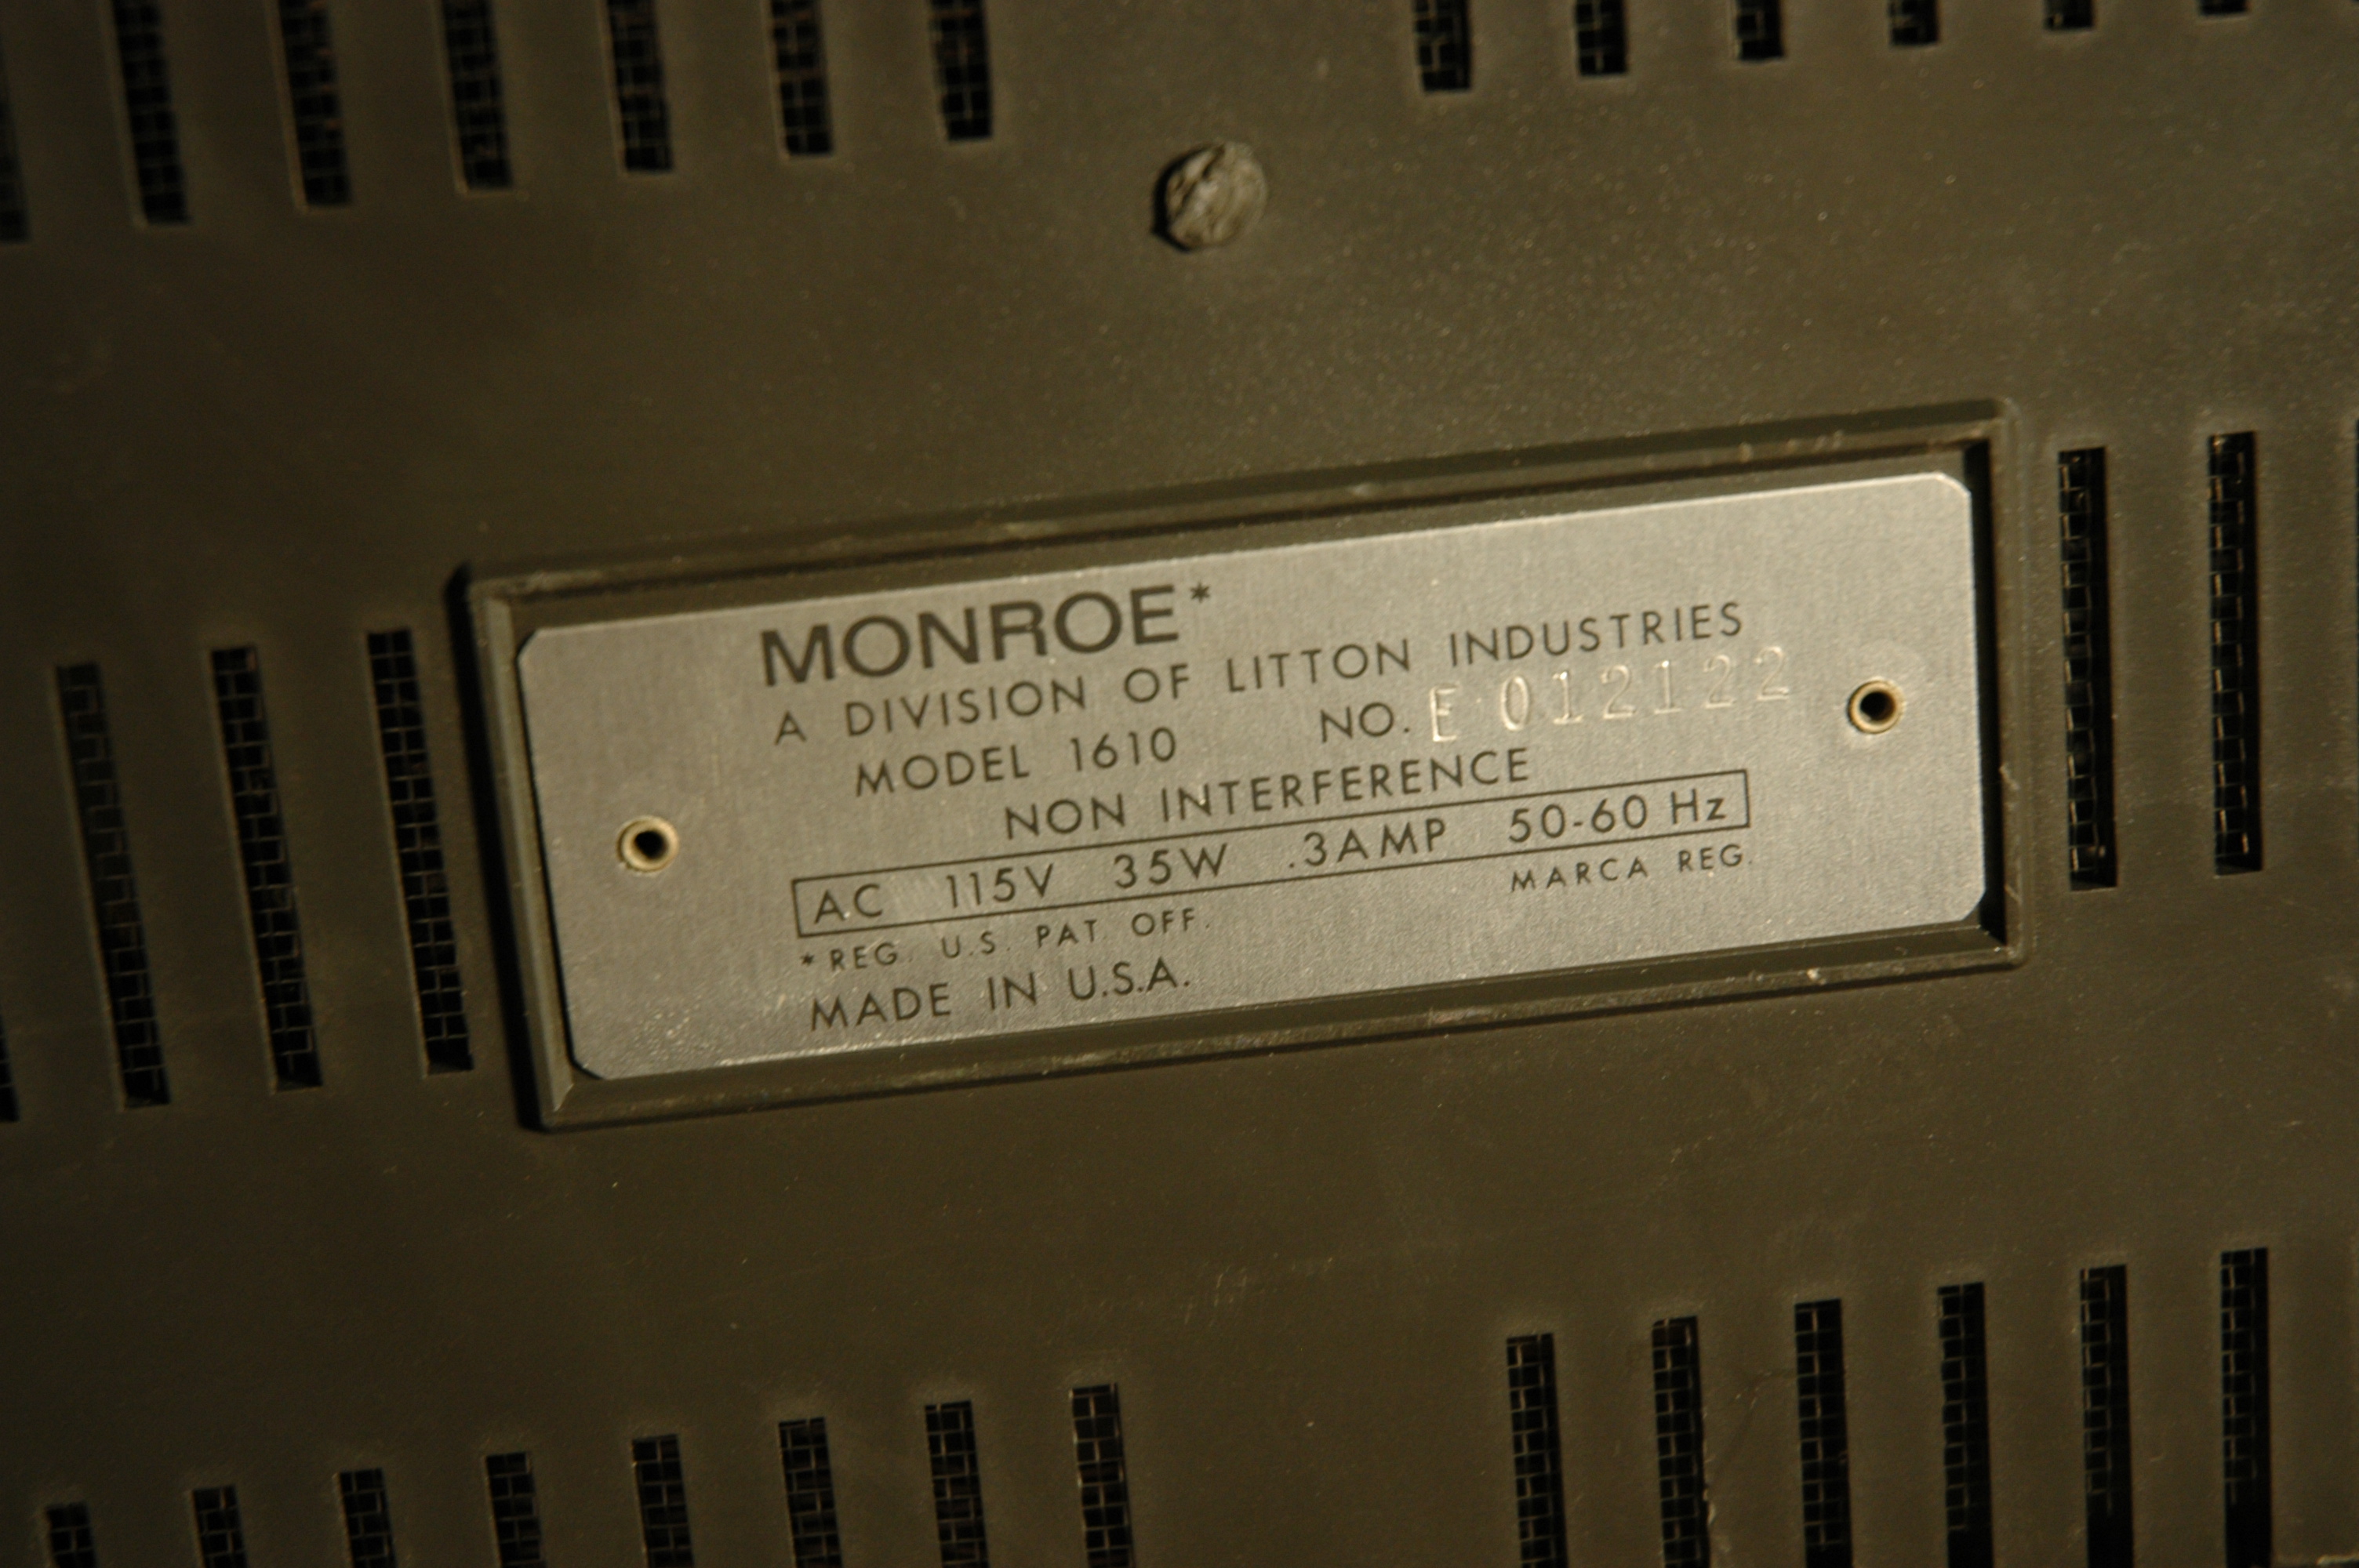 MONROE*
A DIVISION OF LITTON INDUSTRIES
MODEL 1610 NO. E 012122
NON INTERFERENCE
AC 115V 35W .3AMP 50-60 Hz
*REG. U.S. PAT. OFF. MARCA REG.
MADE IN U.S.A.